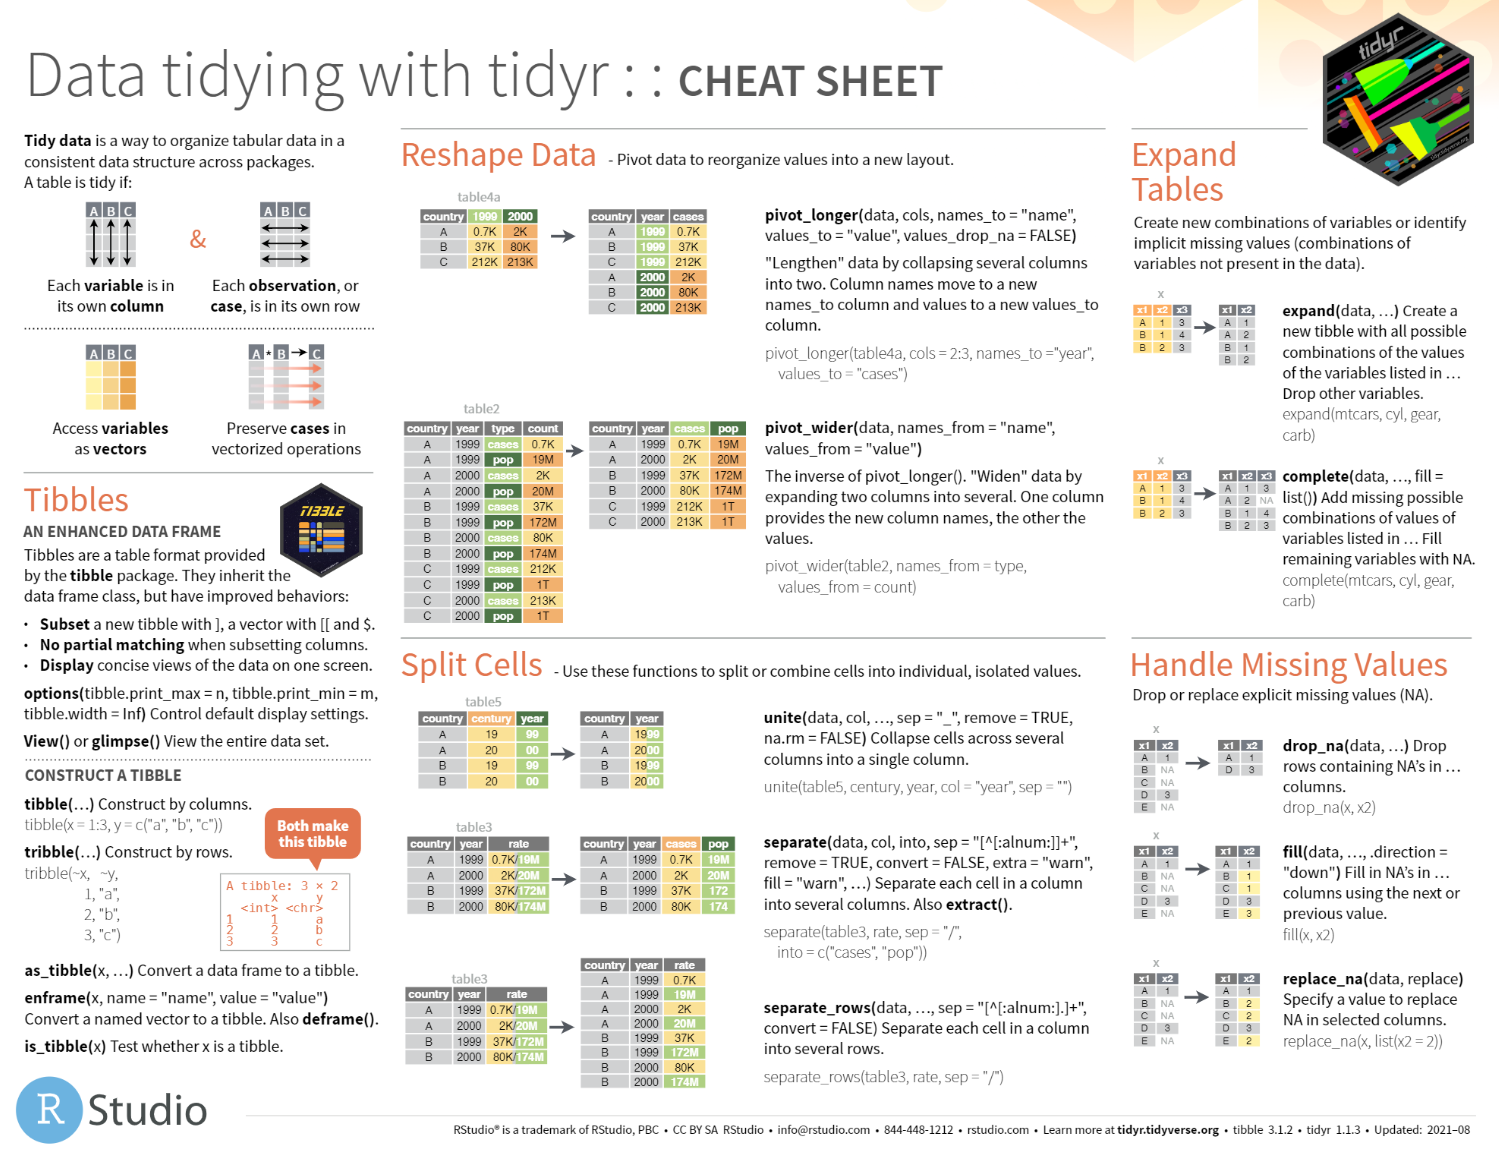 Data tidying with tidyr : : CHEAT SHEET
tidyr
Tidy data is a way to organize tabular data in a
consistent data structure across packages.
A table is tidy if:
A B C
A B C
&
Each variable is in
its own column
Each observation, or
case, is in its own row
A B C
A * B → C
Access variables
as vectors
Preserve cases in
vectorized operations
Tibbles
TIBBLE
AN ENHANCED DATA FRAME
Tibbles are a table format provided
by the tibble package. They inherit the
data frame class, but have improved behaviors:
• Subset a new tibble with ], a vector with [[ and $.
• No partial matching when subsetting columns.
• Display concise views of the data on one screen.
options(tibble.print_max = n, tibble.print_min = m,
tibble.width = Inf) Control default display settings.
View() or glimpse() View the entire data set.
CONSTRUCT A TIBBLE
tibble(…) Construct by columns.
tibble(x = 1:3, y = c("a", "b", "c"))
Both make
this tibble
tribble(…) Construct by rows.
tribble(~x, ~y,
1, "a",
2, "b",
3, "c")
A tibble: 3 × 2
x y
<int> <chr>
1 1 a
2 2 b
3 3 c
as_tibble(x, …) Convert a data frame to a tibble.
enframe(x, name = "name", value = "value")
Convert a named vector to a tibble. Also deframe().
is_tibble(x) Test whether x is a tibble.
Reshape Data - Pivot data to reorganize values into a new layout.
table4a
country 1999 2000
A 0.7K 2K
B 37K 80K
C 212K 213K
country year cases
A 1999 0.7K
B 1999 37K
C 1999 212K
A 2000 2K
B 2000 80K
C 2000 213K
pivot_longer(data, cols, names_to = "name",
values_to = "value", values_drop_na = FALSE)
"Lengthen" data by collapsing several columns
into two. Column names move to a new
names_to column and values to a new values_to
column.
pivot_longer(table4a, cols = 2:3, names_to ="year",
values_to = "cases")
table2
country year type count
A 1999 cases 0.7K
A 1999 pop 19M
A 2000 cases 2K
A 2000 pop 20M
B 1999 cases 37K
B 1999 pop 172M
B 2000 cases 80K
B 2000 pop 174M
C 1999 cases 212K
C 1999 pop 1T
C 2000 cases 213K
C 2000 pop 1T
country year cases pop
A 1999 0.7K 19M
A 2000 2K 20M
B 1999 37K 172M
B 2000 80K 174M
C 1999 212K 1T
C 2000 213K 1T
pivot_wider(data, names_from = "name",
values_from = "value")
The inverse of pivot_longer(). "Widen" data by
expanding two columns into several. One column
provides the new column names, the other the
values.
pivot_wider(table2, names_from = type,
values_from = count)
Split Cells - Use these functions to split or combine cells into individual, isolated values.
table5
country century year
A 19 99
A 20 00
B 19 99
B 20 00
country year
A 1999
A 2000
B 1999
B 2000
unite(data, col, …, sep = "_", remove = TRUE,
na.rm = FALSE) Collapse cells across several
columns into a single column.
unite(table5, century, year, col = "year", sep = "")
table3
country year rate
A 1999 0.7K/19M
A 2000 2K/20M
B 1999 37K/172M
B 2000 80K/174M
country year cases pop
A 1999 0.7K 19M
A 2000 2K 20M
B 1999 37K 172
B 2000 80K 174
separate(data, col, into, sep = "[^[:alnum:]]+",
remove = TRUE, convert = FALSE, extra = "warn",
fill = "warn", …) Separate each cell in a column
into several columns. Also extract().
separate(table3, rate, sep = "/",
into = c("cases", "pop"))
table3
country year rate
A 1999 0.7K/19M
A 2000 2K/20M
B 1999 37K/172M
B 2000 80K/174M
country year rate
A 1999 0.7K
A 1999 19M
A 2000 2K
A 2000 20M
B 1999 37K
B 1999 172M
B 2000 80K
B 2000 174M
separate_rows(data, …, sep = "[^[:alnum:].]+",
convert = FALSE) Separate each cell in a column
into several rows.
separate_rows(table3, rate, sep = "/")
Expand
Tables
Create new combinations of variables or identify
implicit missing values (combinations of
variables not present in the data).
x
x1 x2 x3
A 1 3
B 1 4
B 2 3
x1 x2
A 1
A 2
B 1
B 2
expand(data, …) Create a
new tibble with all possible
combinations of the values
of the variables listed in …
Drop other variables.
expand(mtcars, cyl, gear,
carb)
x
x1 x2 x3
A 1 3
B 1 4
B 2 3
x1 x2 x3
A 1 3
A 2 NA
B 1 4
B 2 3
complete(data, …, fill =
list()) Add missing possible
combinations of values of
variables listed in … Fill
remaining variables with NA.
complete(mtcars, cyl, gear,
carb)
Handle Missing Values
Drop or replace explicit missing values (NA).
x
x1 x2
A 1
B NA
C NA
D 3
E NA
x1 x2
A 1
D 3
drop_na(data, …) Drop
rows containing NA's in …
columns.
drop_na(x, x2)
x
x1 x2
A 1
B NA
C NA
D 3
E NA
x1 x2
A 1
B 1
C 1
D 3
E 3
fill(data, …, .direction =
"down") Fill in NA's in …
columns using the next or
previous value.
fill(x, x2)
x
x1 x2
A 1
B NA
C NA
D 3
E NA
x1 x2
A 1
B 2
C 2
D 3
E 2
replace_na(data, replace)
Specify a value to replace
NA in selected columns.
replace_na(x, list(x2 = 2))
R Studio
RStudio® is a trademark of RStudio, PBC • CC BY SA RStudio • info@rstudio.com • 844-448-1212 • rstudio.com • Learn more at tidyr.tidyverse.org • tibble 3.1.2 • tidyr 1.1.3 • Updated: 2021–08